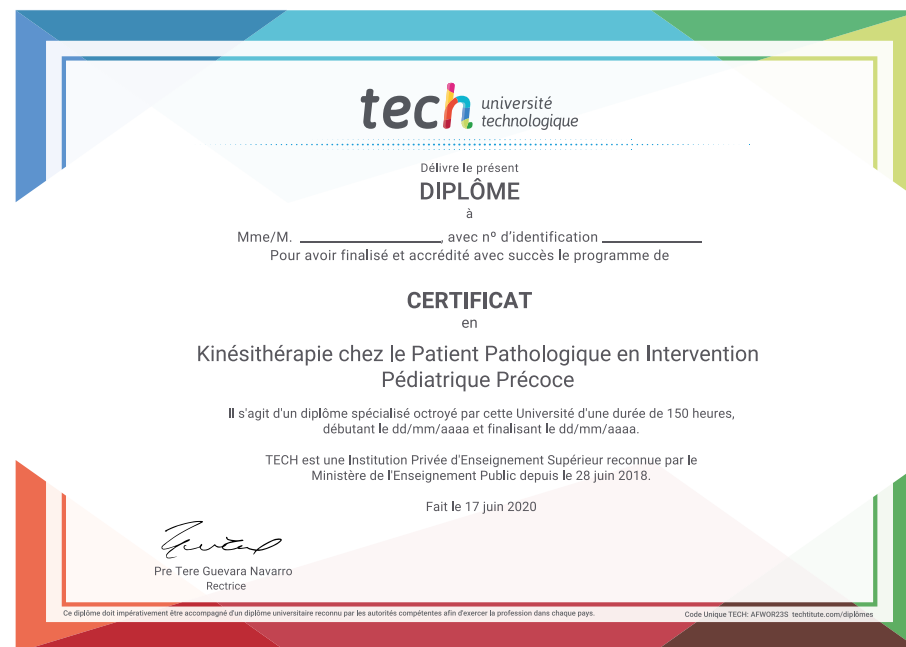 tech université
technologique
Délivre le présent
DIPLÔME
à
Mme/M. ____________________, avec nº d'identification ______________
Pour avoir finalisé et accrédité avec succès le programme de
CERTIFICAT
en
Kinésithérapie chez le Patient Pathologique en Intervention
Pédiatrique Précoce
Il s'agit d'un diplôme spécialisé octroyé par cette Université d'une durée de 150 heures,
débutant le dd/mm/aaaa et finalisant le dd/mm/aaaa.
TECH est une Institution Privée d'Enseignement Supérieur reconnue par le
Ministère de l'Enseignement Public depuis le 28 juin 2018.
Fait le 17 juin 2020
Pre Tere Guevara Navarro
Rectrice
Ce diplôme doit impérativement être accompagné d'un diplôme universitaire reconnu par les autorités compétentes afin d'exercer la profession dans chaque pays.
Code Unique TECH: AFWOR23S techtitute.com/diplômes